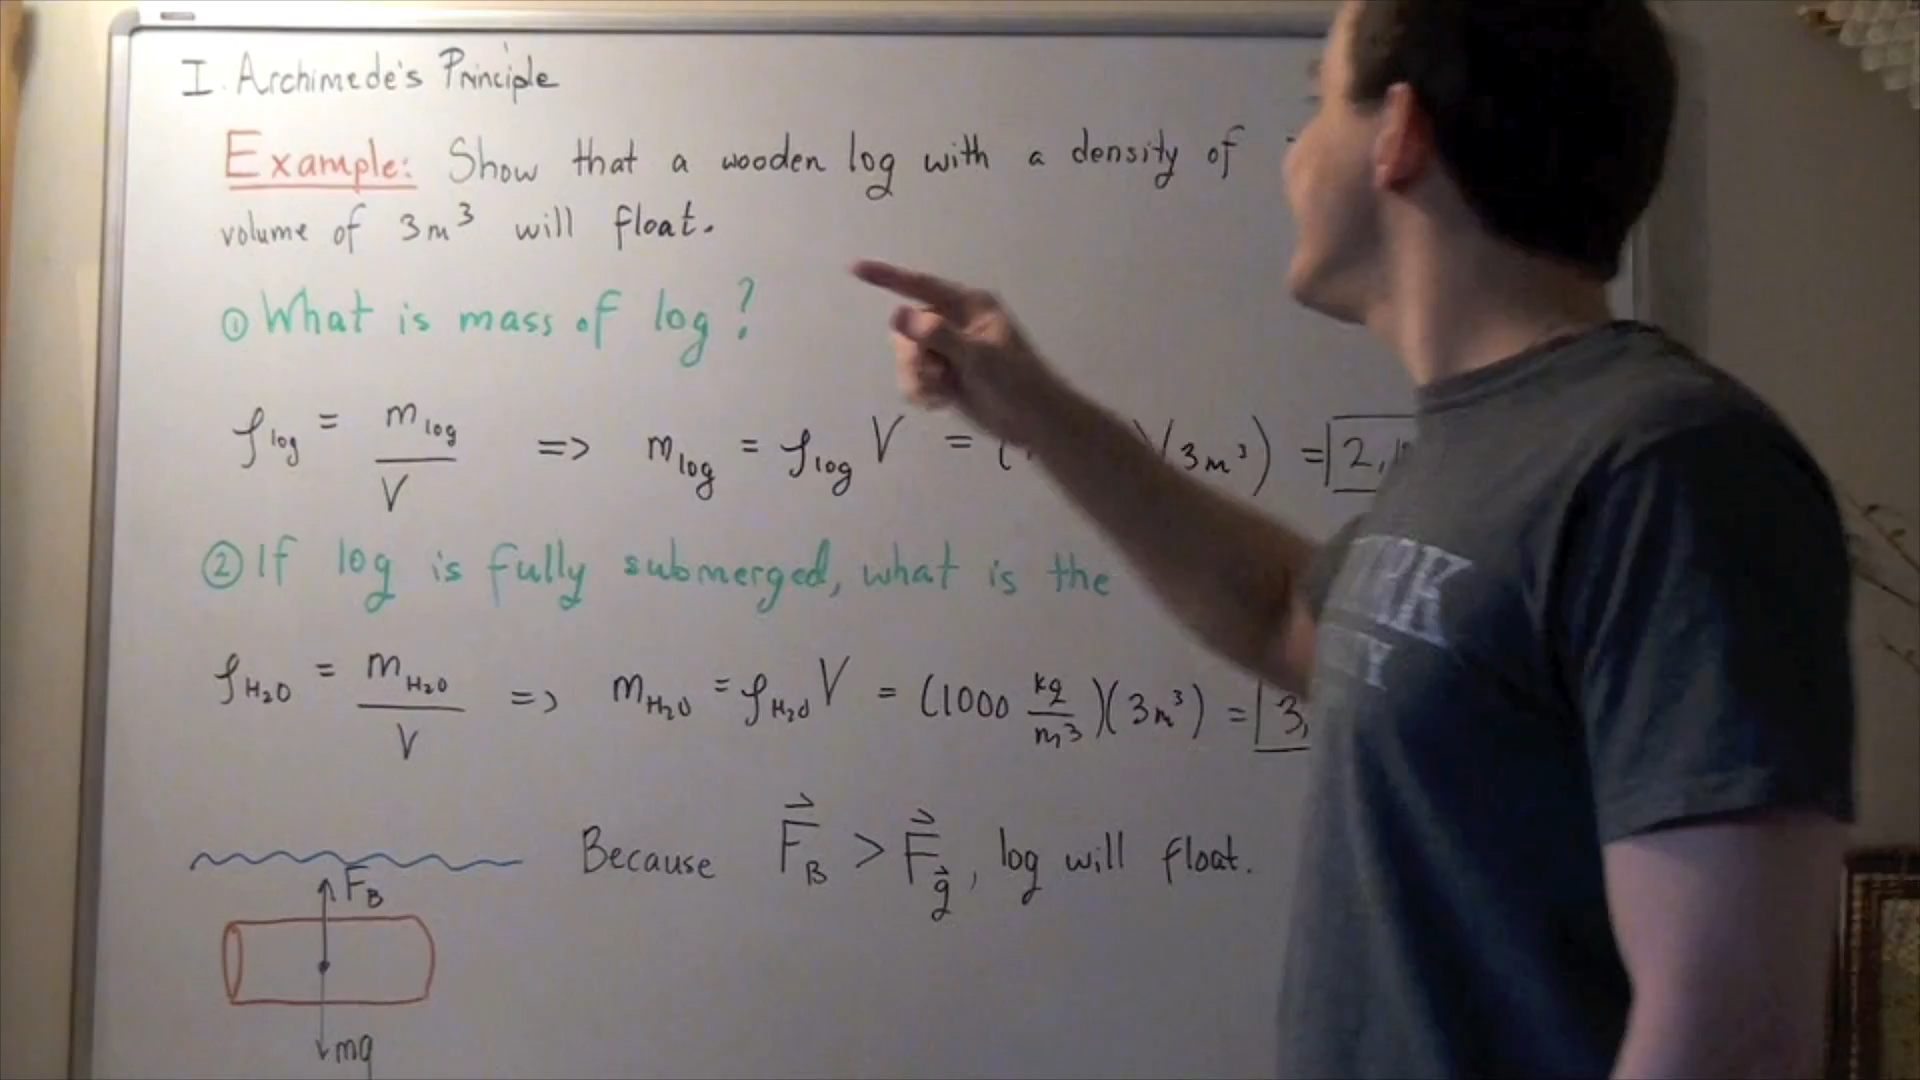 I. Archimede's Principle
Example: Show that a wooden log with a density of
volume of 3m³ will float.
① What is mass of log?
ρlog = mlog / V => mlog = ρlog V = ( )(3m³) = 2,
② If log is fully submerged, what is the
ρH₂O = mH₂O / V => mH₂O = ρH₂O V = (1000 kg/m³)(3m³) = 3,
Because F⃗B > F⃗g⃗, log will float.
FB
mg